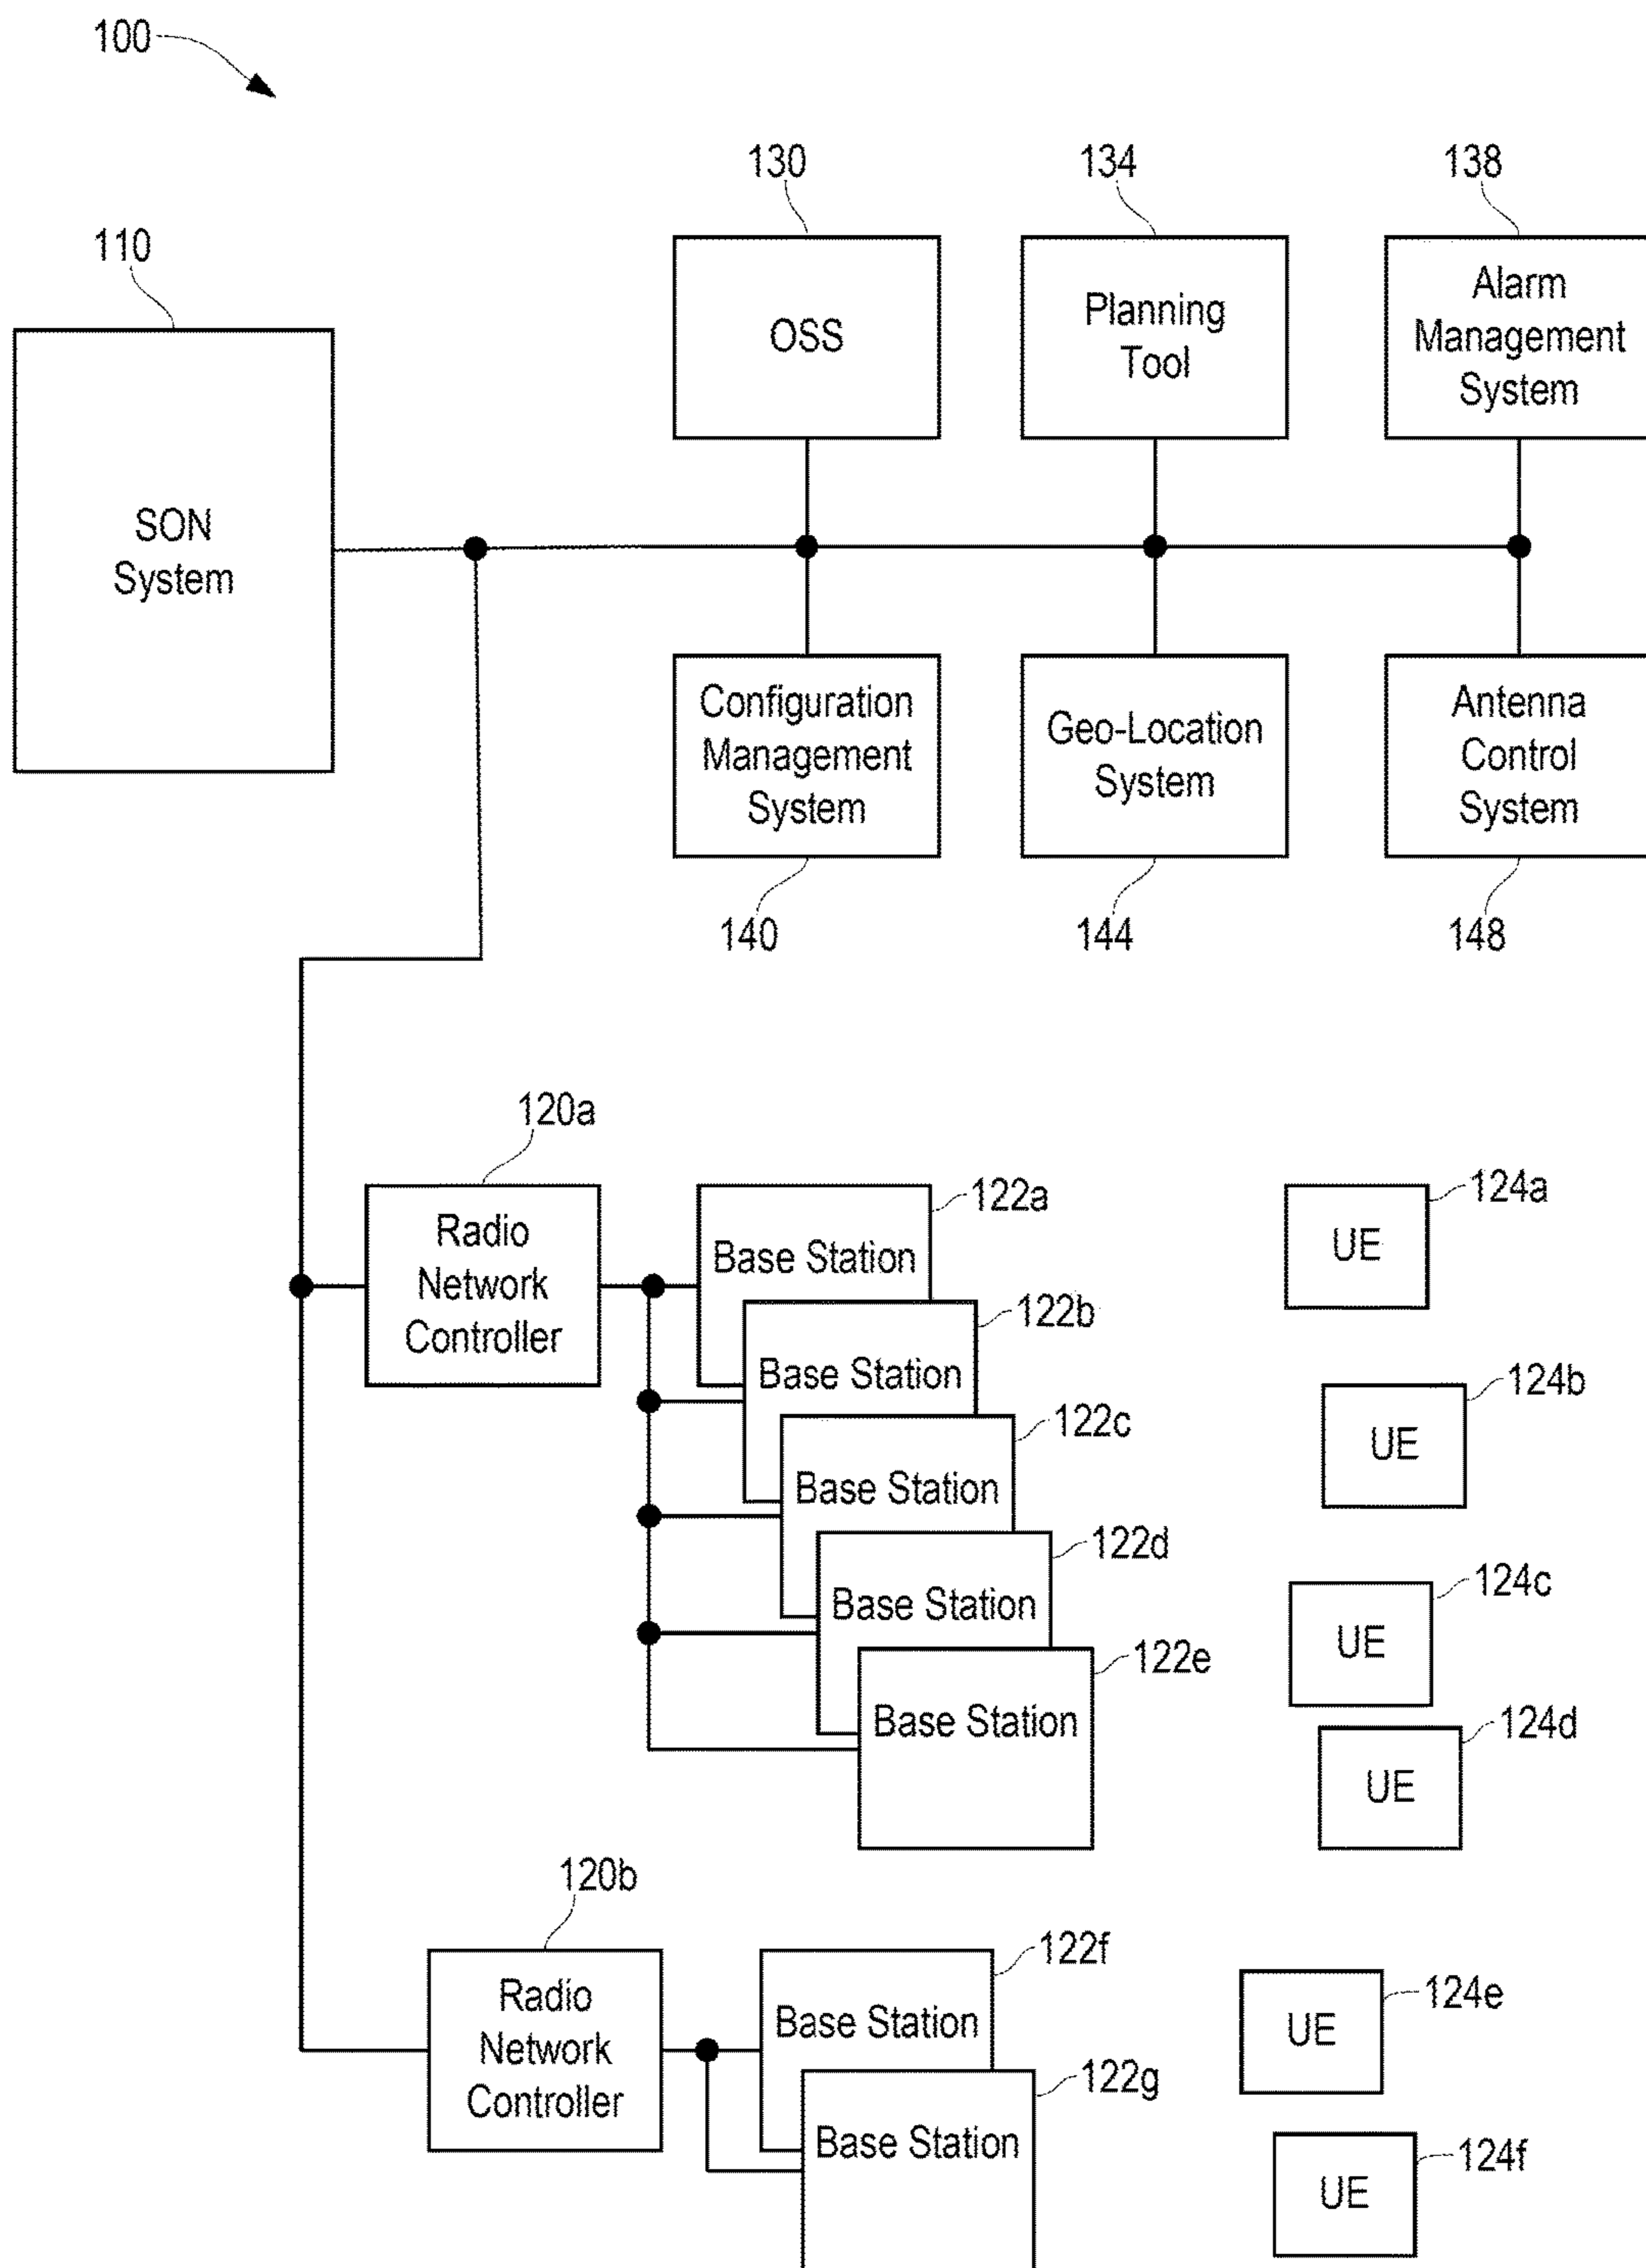 100
130
134
138
110
OSS
Planning
Tool
Alarm
Management
System
SON
System
Configuration
Management
System
Geo-Location
System
Antenna
Control
System
140
144
148
120a
Radio
Network
Controller
122a
Base Station
122b
Base Station
122c
Base Station
122d
Base Station
122e
Base Station
124a
UE
124b
UE
124c
UE
124d
UE
120b
Radio
Network
Controller
122f
Base Station
122g
Base Station
124e
UE
124f
UE